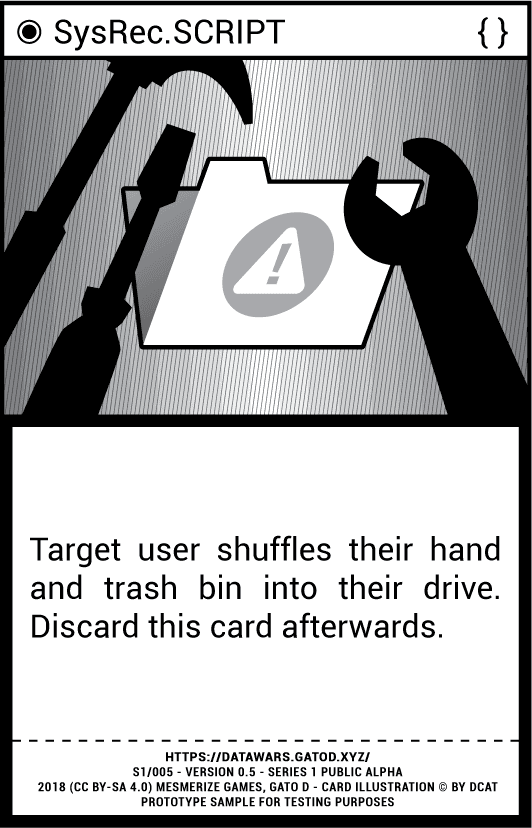 SysRec.SCRIPT { }
!
Target user shuffles their hand
and trash bin into their drive.
Discard this card afterwards.
HTTPS://DATAWARS.GATOD.XYZ/
S1/005 - VERSION 0.5 - SERIES 1 PUBLIC ALPHA
2018 (CC BY-SA 4.0) MESMERIZE GAMES, GATO D - CARD ILLUSTRATION © BY DCAT
PROTOTYPE SAMPLE FOR TESTING PURPOSES